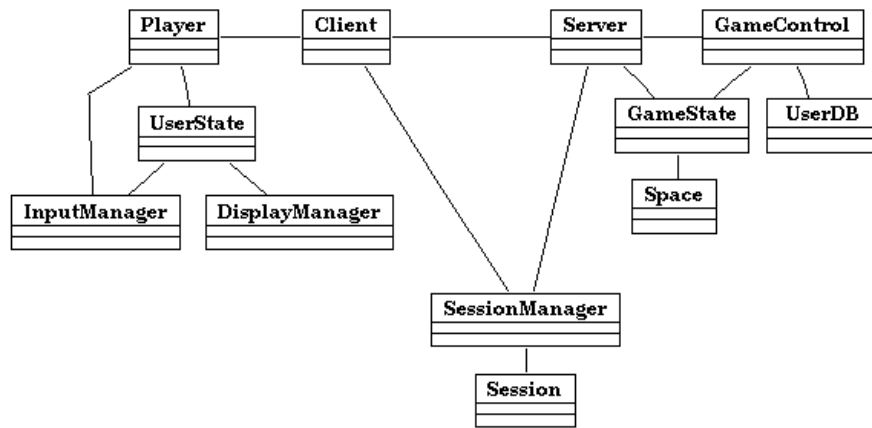 Player
Client
Server
GameControl
UserState
GameState
UserDB
InputManager
DisplayManager
Space
SessionManager
Session